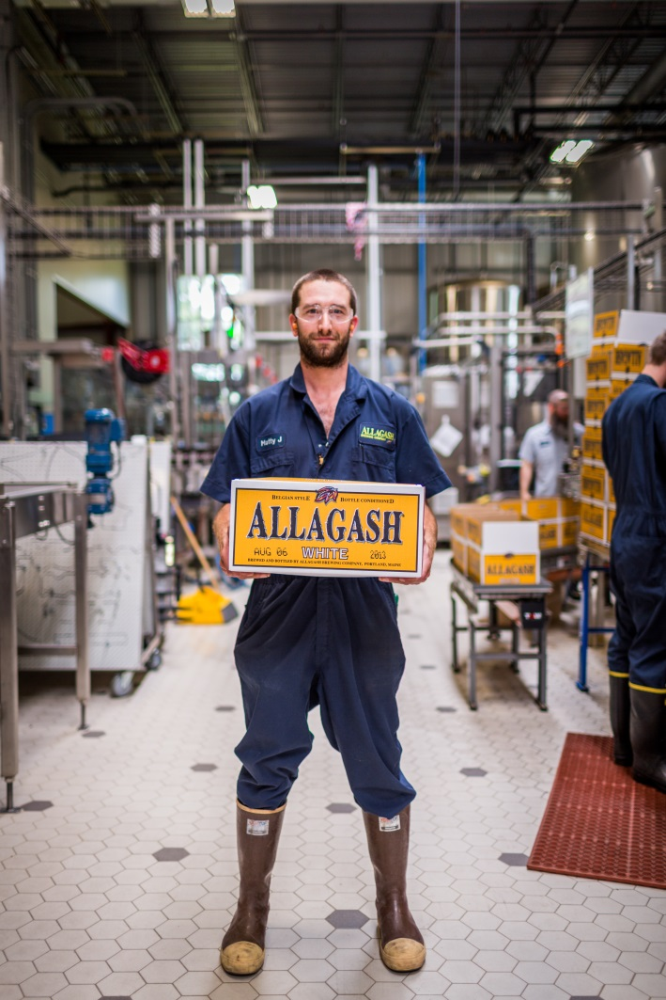 Matty J
ALLAGASH
BELGIAN STYLE BOTTLE CONDITIONED
ALLAGASH
AUG 06 WHITE 2013
BREWED AND BOTTLED BY ALLAGASH BREWING COMPANY, PORTLAND, MAINE
ALLAGASH